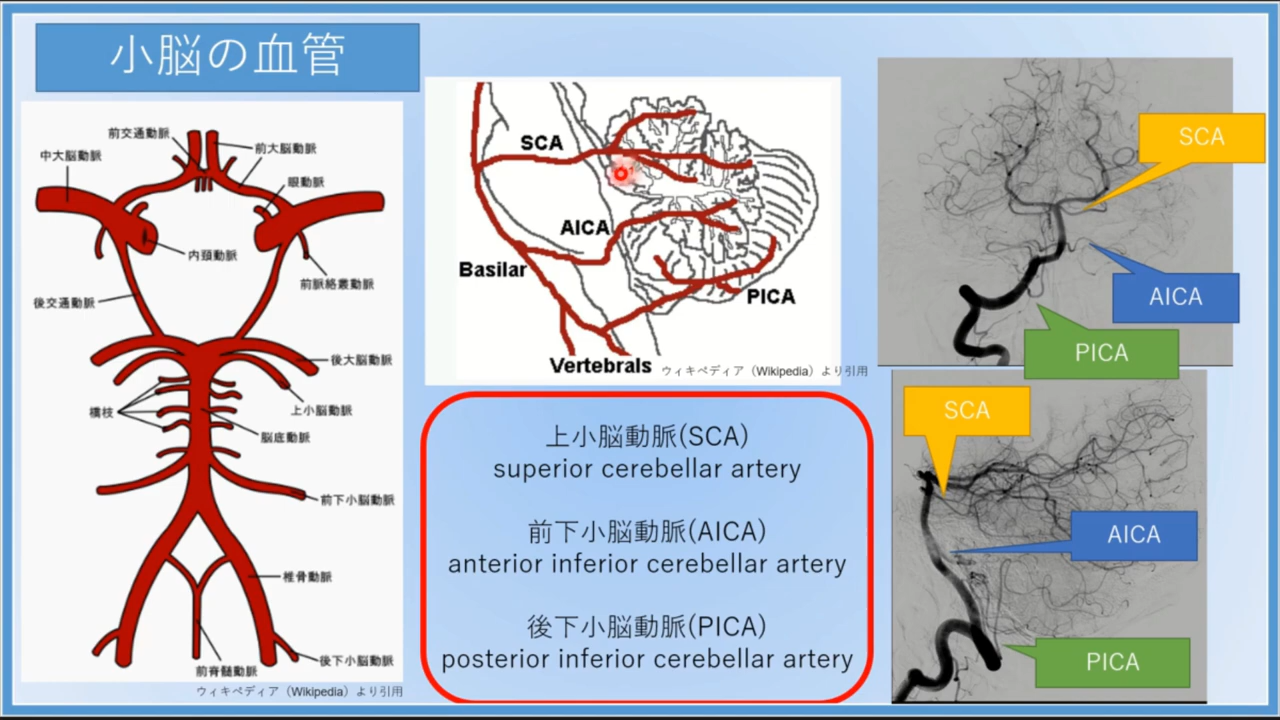 小脳の血管
前交通動脈
前大脳動脈
中大脳動脈
眼動脈
内頸動脈
前脈絡叢動脈
後交通動脈
後大脳動脈
橋枝
上小脳動脈
脳底動脈
前下小脳動脈
椎骨動脈
後下小脳動脈
前脊髄動脈
ウィキペディア（Wikipedia）より引用
SCA
AICA
Basilar
PICA
Vertebrals
ウィキペディア（Wikipedia）より引用
上小脳動脈(SCA)
superior cerebellar artery
前下小脳動脈(AICA)
anterior inferior cerebellar artery
後下小脳動脈(PICA)
posterior inferior cerebellar artery
SCA
AICA
PICA
SCA
AICA
PICA